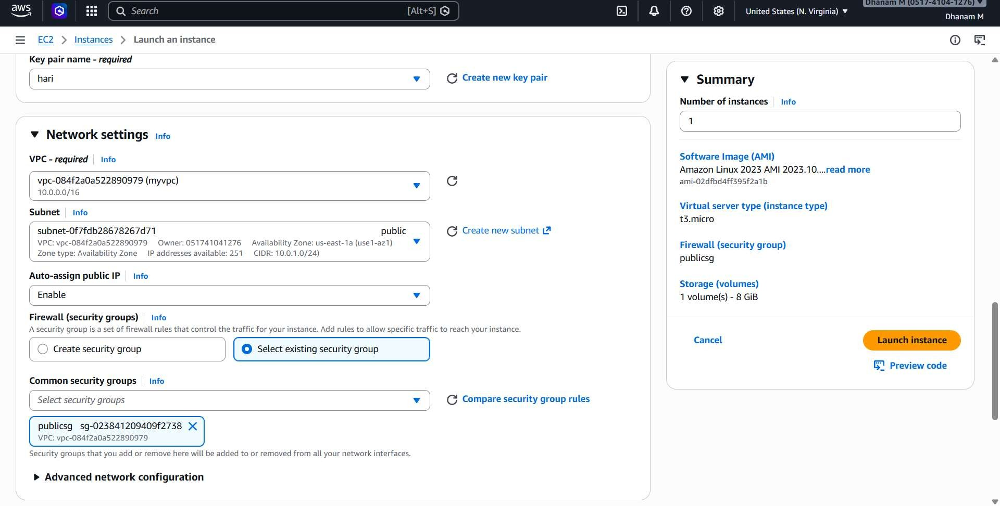 aws
Search
[Alt+S]
United States (N. Virginia)
Dhanam M (0517-4104-1276)
Dhanam M
EC2 > Instances > Launch an instance
Key pair name - required
hari
Create new key pair
Network settings Info
VPC - required Info
vpc-084f2a0a522890979 (myvpc)
10.0.0.0/16
Subnet Info
subnet-0f7fdb28678267d71 public
VPC: vpc-084f2a0a522890979 Owner: 051741041276 Availability Zone: us-east-1a (use1-az1)
Zone type: Availability Zone IP addresses available: 251 CIDR: 10.0.1.0/24)
Create new subnet
Auto-assign public IP Info
Enable
Firewall (security groups) Info
A security group is a set of firewall rules that control the traffic for your instance. Add rules to allow specific traffic to reach your instance.
Create security group
Select existing security group
Common security groups Info
Select security groups
Compare security group rules
publicsg sg-023841209409f2738
VPC: vpc-084f2a0a522890979
Security groups that you add or remove here will be added to or removed from all your network interfaces.
Advanced network configuration
Summary
Number of instances Info
1
Software Image (AMI)
Amazon Linux 2023 AMI 2023.10....read more
ami-02dfbd4ff395f2a1b
Virtual server type (instance type)
t3.micro
Firewall (security group)
publicsg
Storage (volumes)
1 volume(s) - 8 GiB
Cancel
Launch instance
Preview code